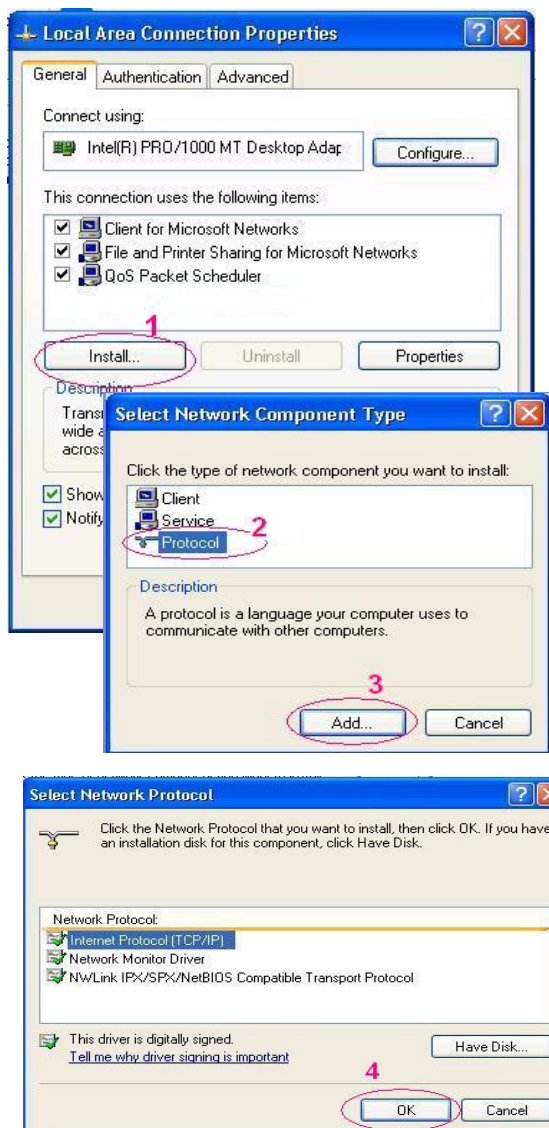 Local Area Connection Properties
General Authentication Advanced
Connect using:
Intel(R) PRO/1000 MT Desktop Adap
Configure...
This connection uses the following items:
Client for Microsoft Networks
File and Printer Sharing for Microsoft Networks
QoS Packet Scheduler
1
Install... Uninstall Properties
Description
wide a
across
Show
Notify
Select Network Component Type
Click the type of network component you want to install:
Client
Service
2
Protocol
Description
A protocol is a language your computer uses to
communicate with other computers.
3
Add... Cancel
Select Network Protocol
Click the Network Protocol that you want to install, then click OK. If you have
an installation disk for this component, click Have Disk.
Network Protocol:
Internet Protocol (TCP/IP)
Network Monitor Driver
NWLink IPX/SPX/NetBIOS Compatible Transport Protocol
This driver is digitally signed.
Tell me why driver signing is important
Have Disk...
4
OK Cancel